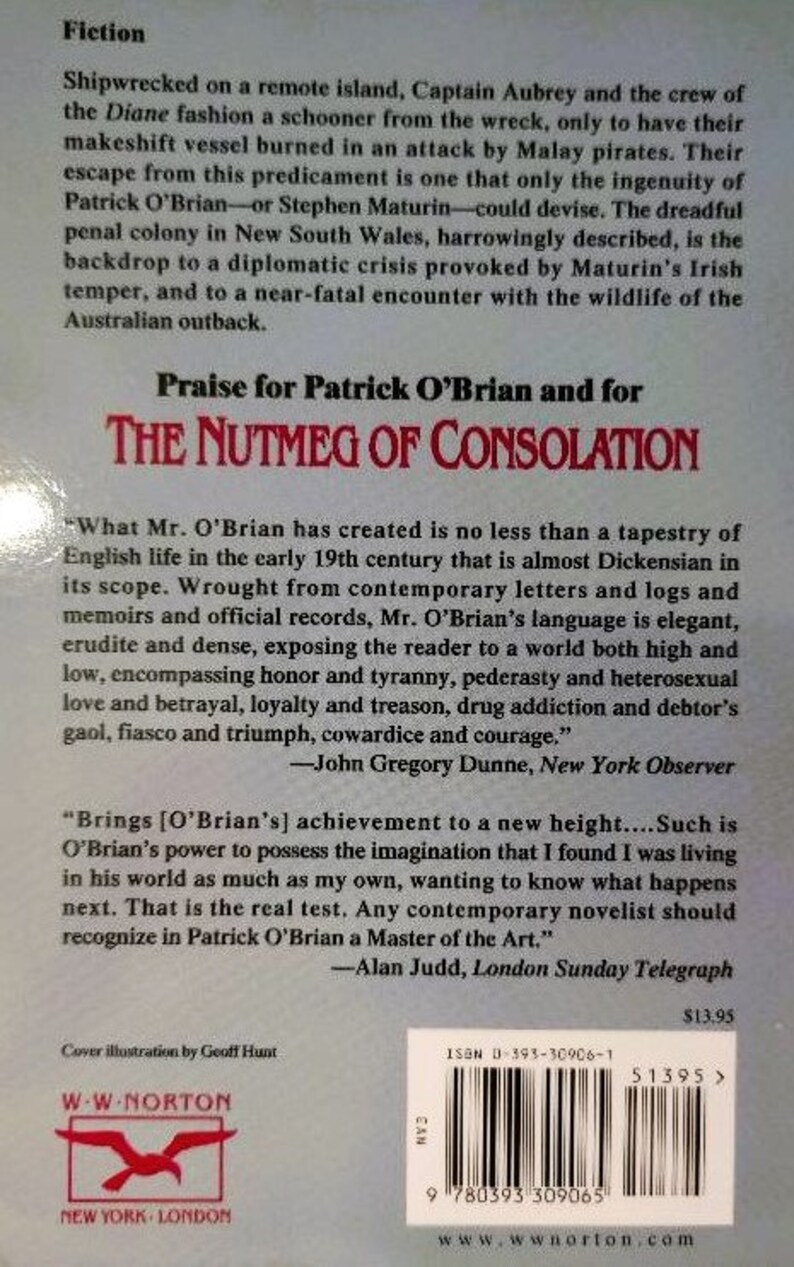 Fiction
Shipwrecked on a remote island, Captain Aubrey and the crew of
the Diane fashion a schooner from the wreck, only to have their
makeshift vessel burned in an attack by Malay pirates. Their
escape from this predicament is one that only the ingenuity of
Patrick O'Brian—or Stephen Maturin—could devise. The dreadful
penal colony in New South Wales, harrowingly described, is the
backdrop to a diplomatic crisis provoked by Maturin's Irish
temper, and to a near-fatal encounter with the wildlife of the
Australian outback.
Praise for Patrick O'Brian and for
THE NUTMEG OF CONSOLATION
"What Mr. O'Brian has created is no less than a tapestry of
English life in the early 19th century that is almost Dickensian in
its scope. Wrought from contemporary letters and logs and
memoirs and official records, Mr. O'Brian's language is elegant,
erudite and dense, exposing the reader to a world both high and
low, encompassing honor and tyranny, pederasty and heterosexual
love and betrayal, loyalty and treason, drug addiction and debtor's
gaol, fiasco and triumph, cowardice and courage."
—John Gregory Dunne, New York Observer
"Brings [O'Brian's] achievement to a new height....Such is
O'Brian's power to possess the imagination that I found I was living
in his world as much as my own, wanting to know what happens
next. That is the real test. Any contemporary novelist should
recognize in Patrick O'Brian a Master of the Art."
—Alan Judd, London Sunday Telegraph
$13.95
Cover illustration by Geoff Hunt
ISBN 0-393-30906-1
51395 >
EAN
9 780393 309065
W·W·NORTON
NEW YORK · LONDON
www.wwnorton.com